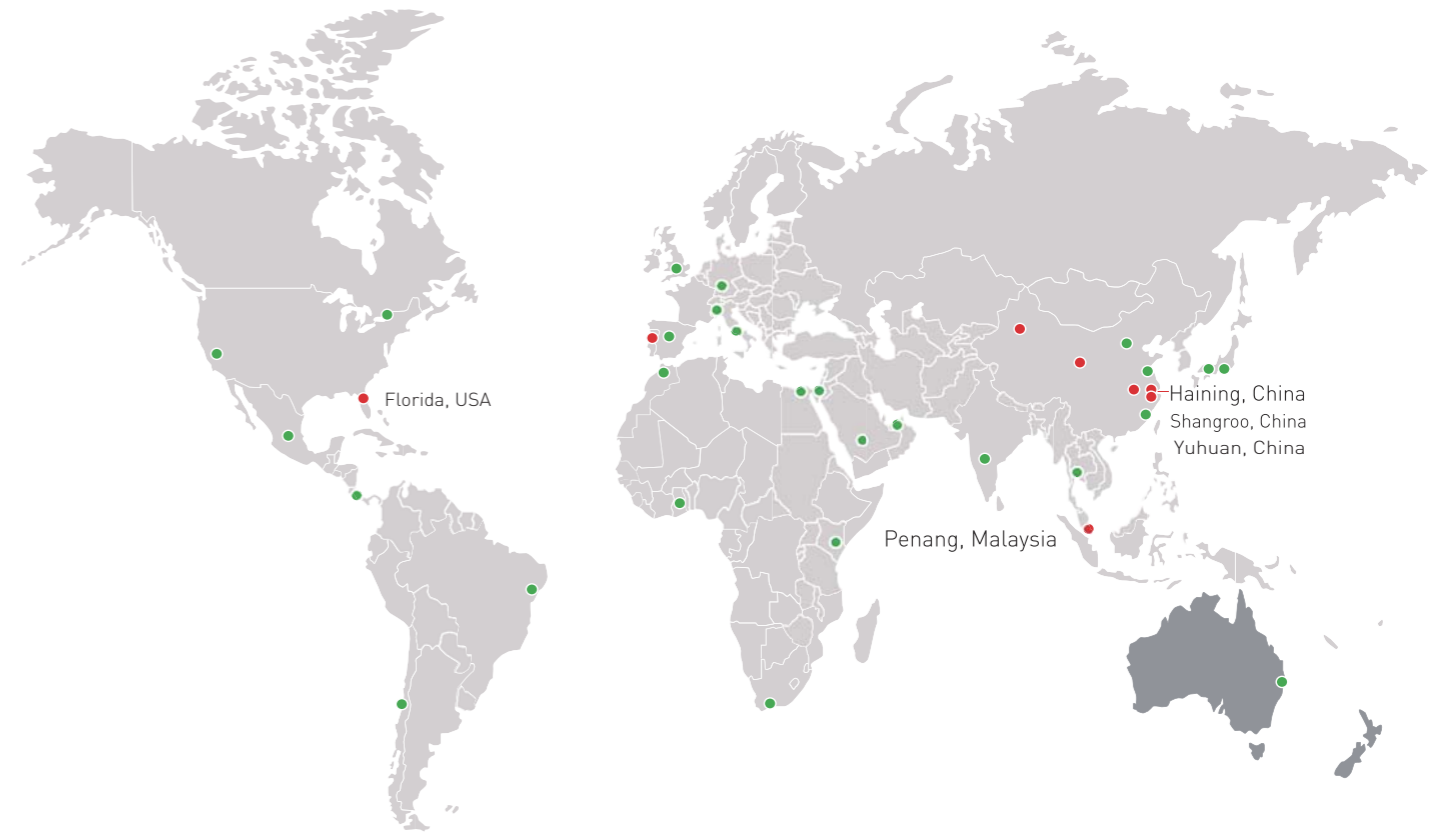 Florida, USA
Haining, China
Shangroo, China
Yuhuan, China
Penang, Malaysia